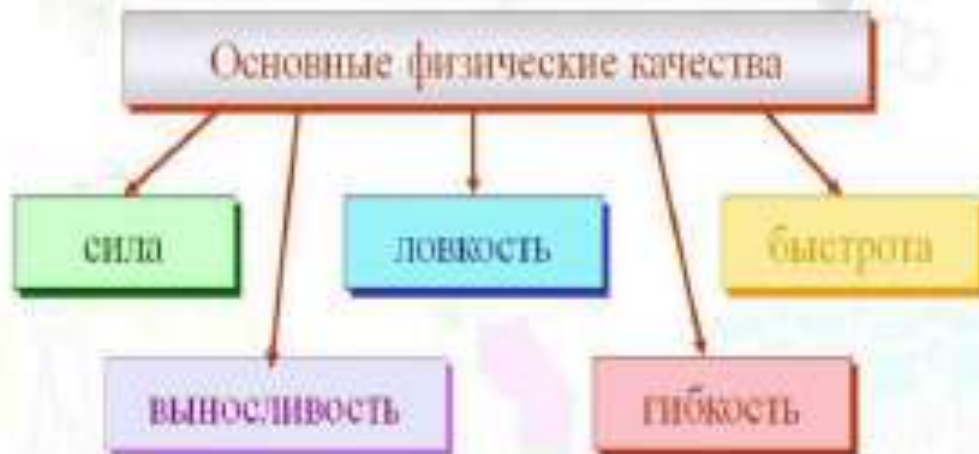 Основные физические качества
сила
ловкость
быстрота
выносливость
гибкость